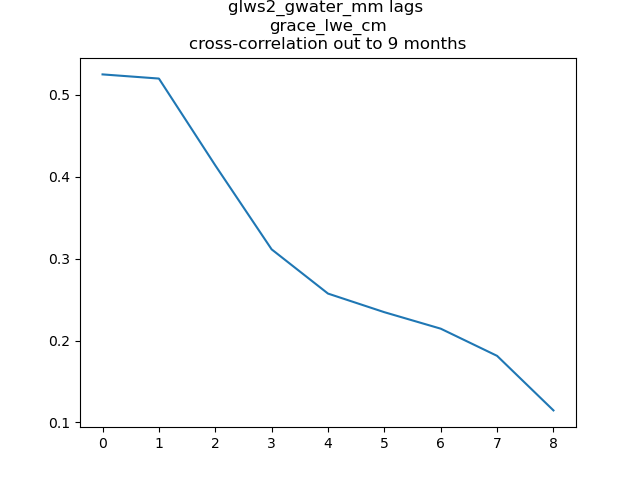 glws2_gwater_mm lags
grace_lwe_cm
cross-correlation out to 9 months
0.5
0.4
0.3
0.2
0.1
0 1 2 3 4 5 6 7 8